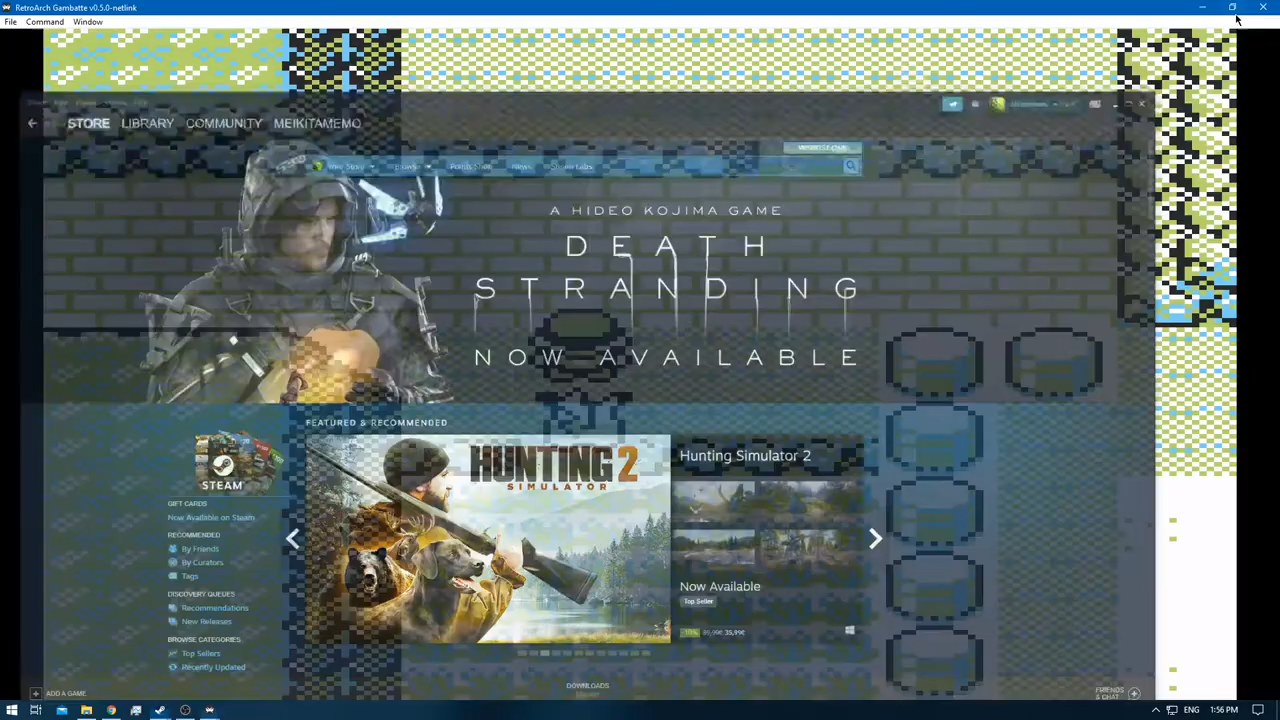 RetroArch Gambatte v0.5.0-netlink
File Command Window
STORE LIBRARY COMMUNITY MEIKITAMEMO
A HIDEO KOJIMA GAME
DEATH
STRANDING
NOW AVAILABLE
FEATURED & RECOMMENDED
STEAM
GIFT CARDS
Now Available on Steam
RECOMMENDED
By Friends
By Curators
Tags
DISCOVERY QUEUES
Recommendations
New Releases
BROWSE CATEGORIES
Top Sellers
Recently Updated
HUNTING 2
SIMULATOR
Hunting Simulator 2
Now Available
Top Seller
35,99€
ADD A GAME
DOWNLOADS
FRIENDS
& CHAT
ENG 1:56 PM